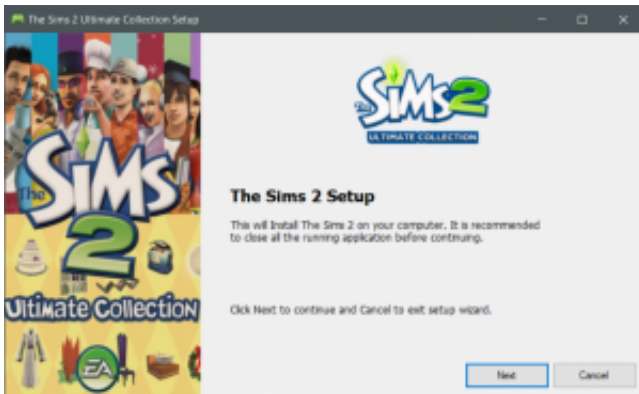 The Sims 2 Ultimate Collection Setup
The
SIMS
2
Ultimate Collection
EA
The
SIMS2
ULTIMATE COLLECTION
The Sims 2 Setup
This will Install The Sims 2 on your computer. It is recommended
to close all the running application before continuing.
Click Next to continue and Cancel to exit setup wizard.
Next
Cancel